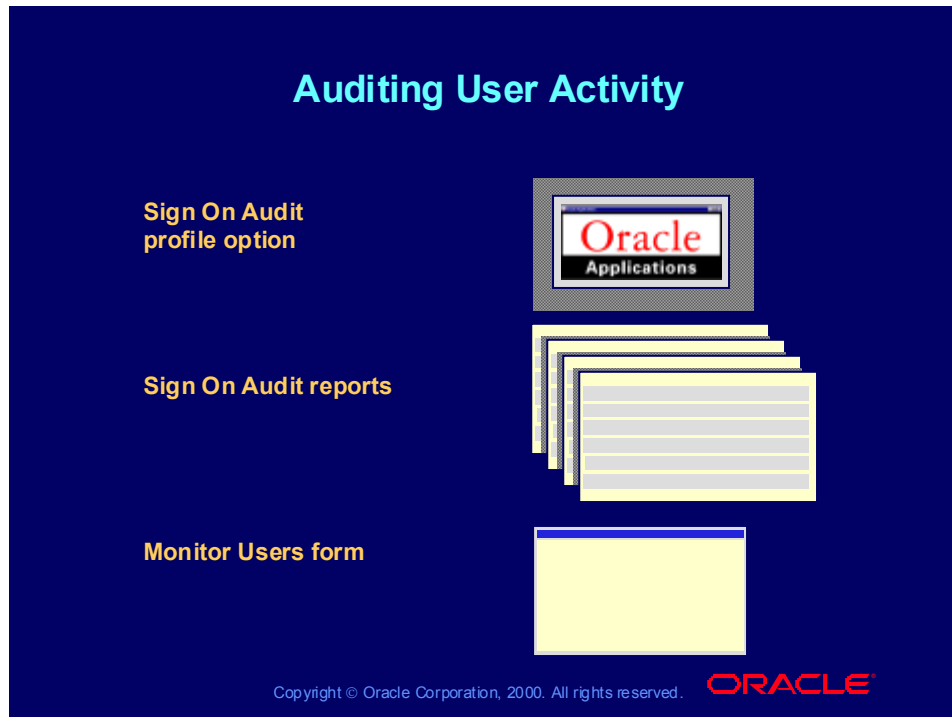 Auditing User Activity
Sign On Audit
profile option
Oracle
Applications
Sign On Audit reports
Monitor Users form
Copyright © Oracle Corporation, 2000. All rights reserved.
ORACLE®